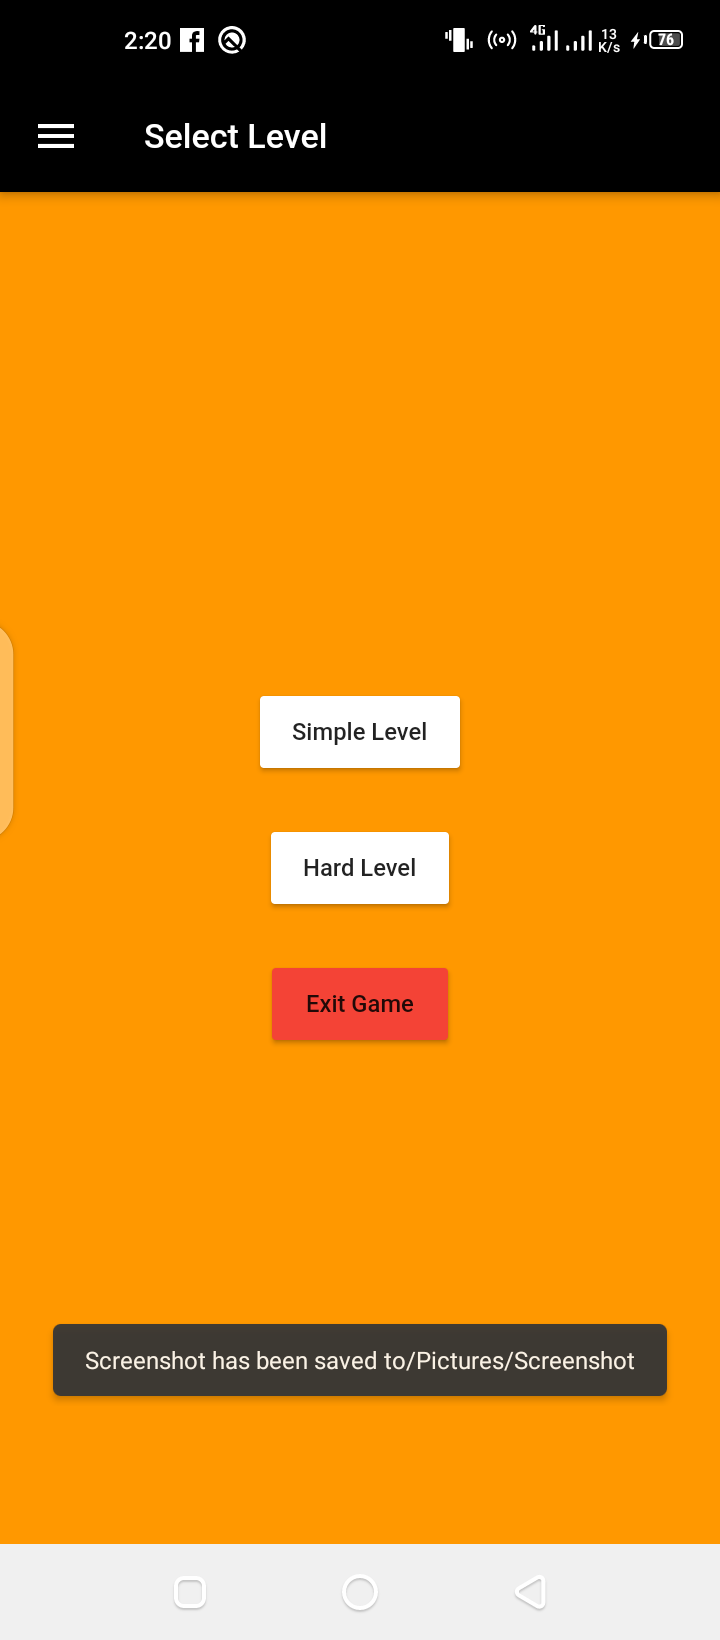 2:20
4G
13
K/s
76
Select Level
Simple Level
Hard Level
Exit Game
Screenshot has been saved to/Pictures/Screenshot